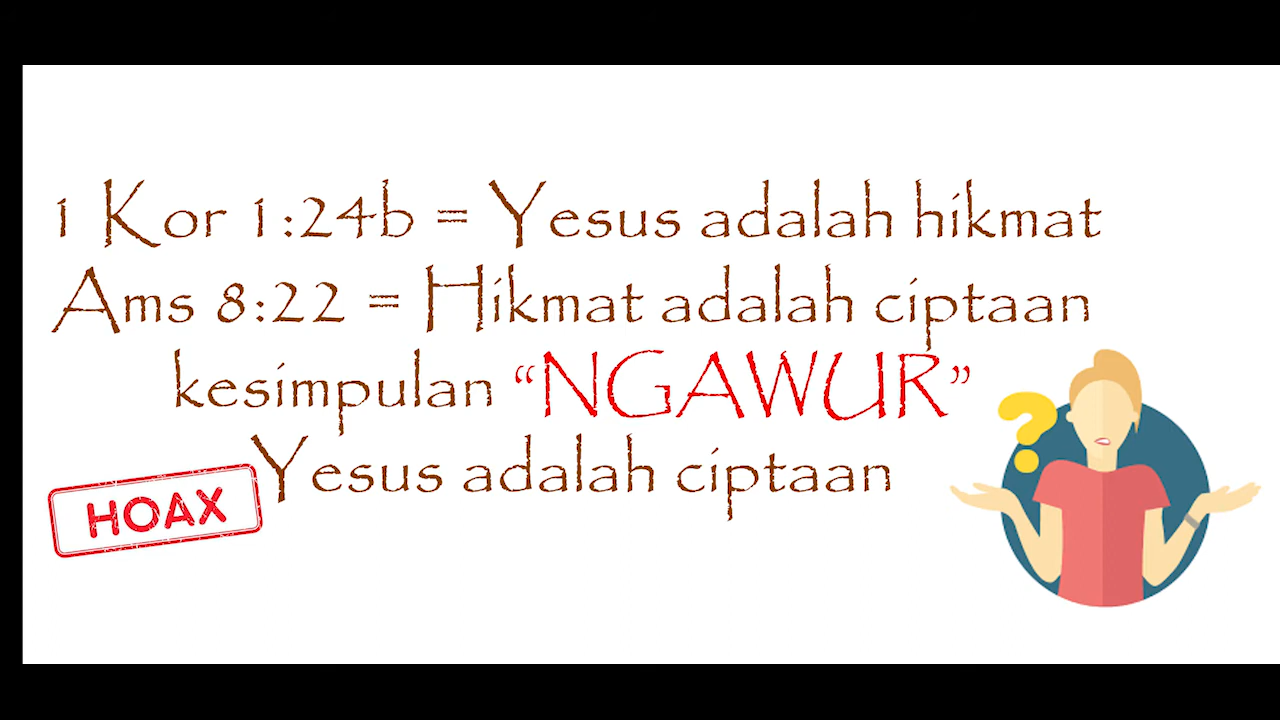 1 Kor 1:24b = Yesus adalah hikmat
Ams 8:22 = Hikmat adalah ciptaan
kesimpulan “NGAWUR”
Yesus adalah ciptaan
HOAX
?